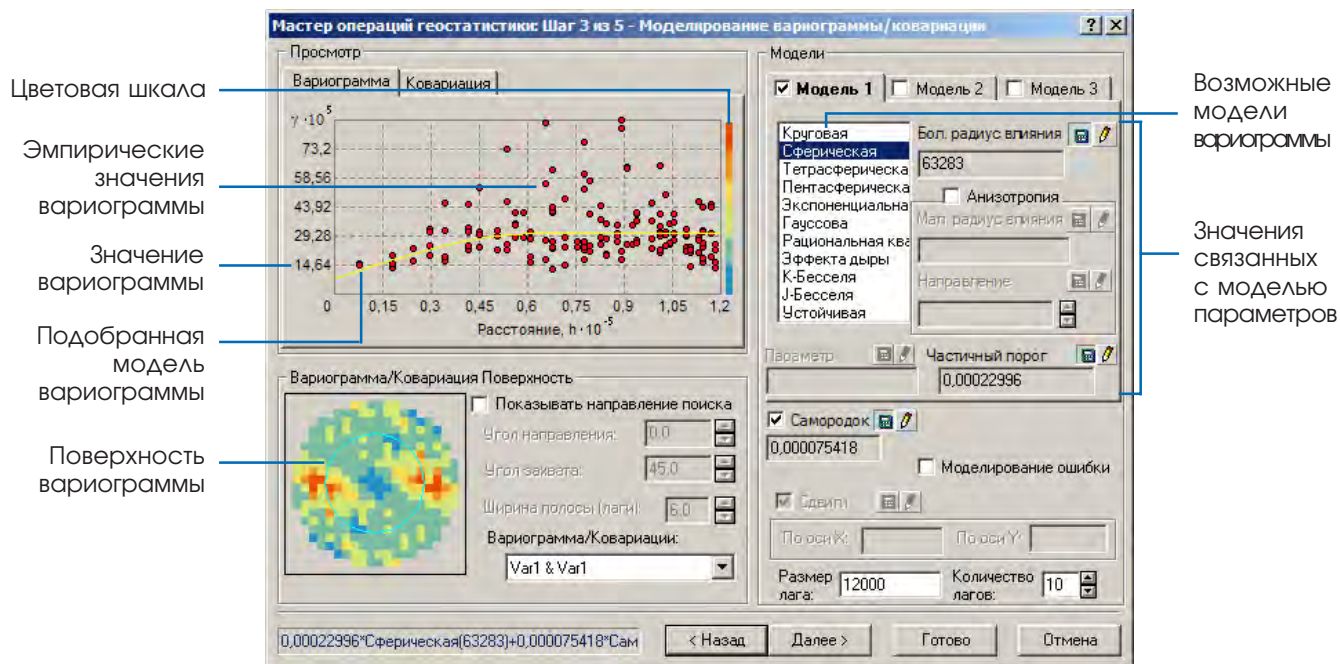 Мастер операций геостатистики: Шаг 3 из 5 - Моделирование вариограммы/ковариации
Просмотр
Вариограмма
Ковариация
γ ·10 5
73,2
58,56
43,92
29,28
14,64
0 0,15 0,3 0,45 0,6 0,75 0,9 1,05 1,2
Расстояние, h · 10 -5
Цветовая шкала
Эмпирические
значения
вариограммы
Значение
вариограммы
Подобранная
модель
вариограммы
Поверхность
вариограммы
Вариограмма/Ковариация Поверхность
Показывать направление поиска
Угол направления: 0.0
Угол захвата: 45.0
Ширина полосы (лаги): 6.0
Вариограмма/Ковариации:
Var1 & Var1
Модели
Модель 1
Модель 2
Модель 3
Круговая
Сферическая
Тетрасферическа
Пентасферическа
Экспоненциальна
Гауссова
Рациональная ква
Эффекта дыры
К-Бесселя
J-Бесселя
Устойчивая
Бол. радиус влияния
63283
Анизотропия
Мал. радиус влияния
Направление:
Параметр
Частичный порог
0,00022996
Самородок
0,000075418
Моделирование ошибки
Сдвиги
По оси X:
По оси Y:
Размер
лага:
12000
Количество
лагов:
10
Возможные
модели
вариограммы
Значения
связанных
с моделью
параметров
0,00022996*Сферическая(63283)+0,000075418*Сам
< Назад
Далее >
Готово
Отмена